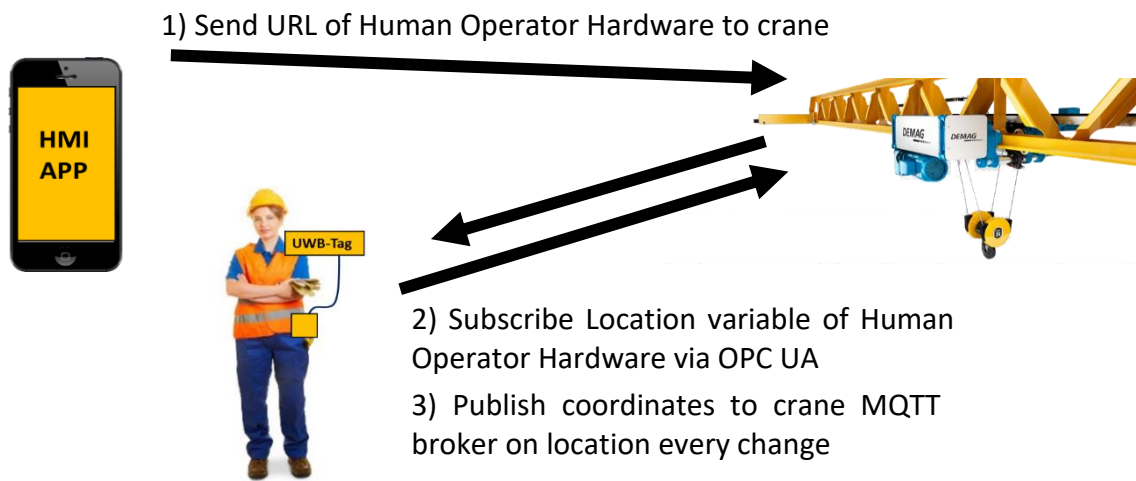 1) Send URL of Human Operator Hardware to crane
HMI
APP
DEMAG
DEMAG
UWB-Tag
2) Subscribe Location variable of Human
Operator Hardware via OPC UA
3) Publish coordinates to crane MQTT
broker on location every change